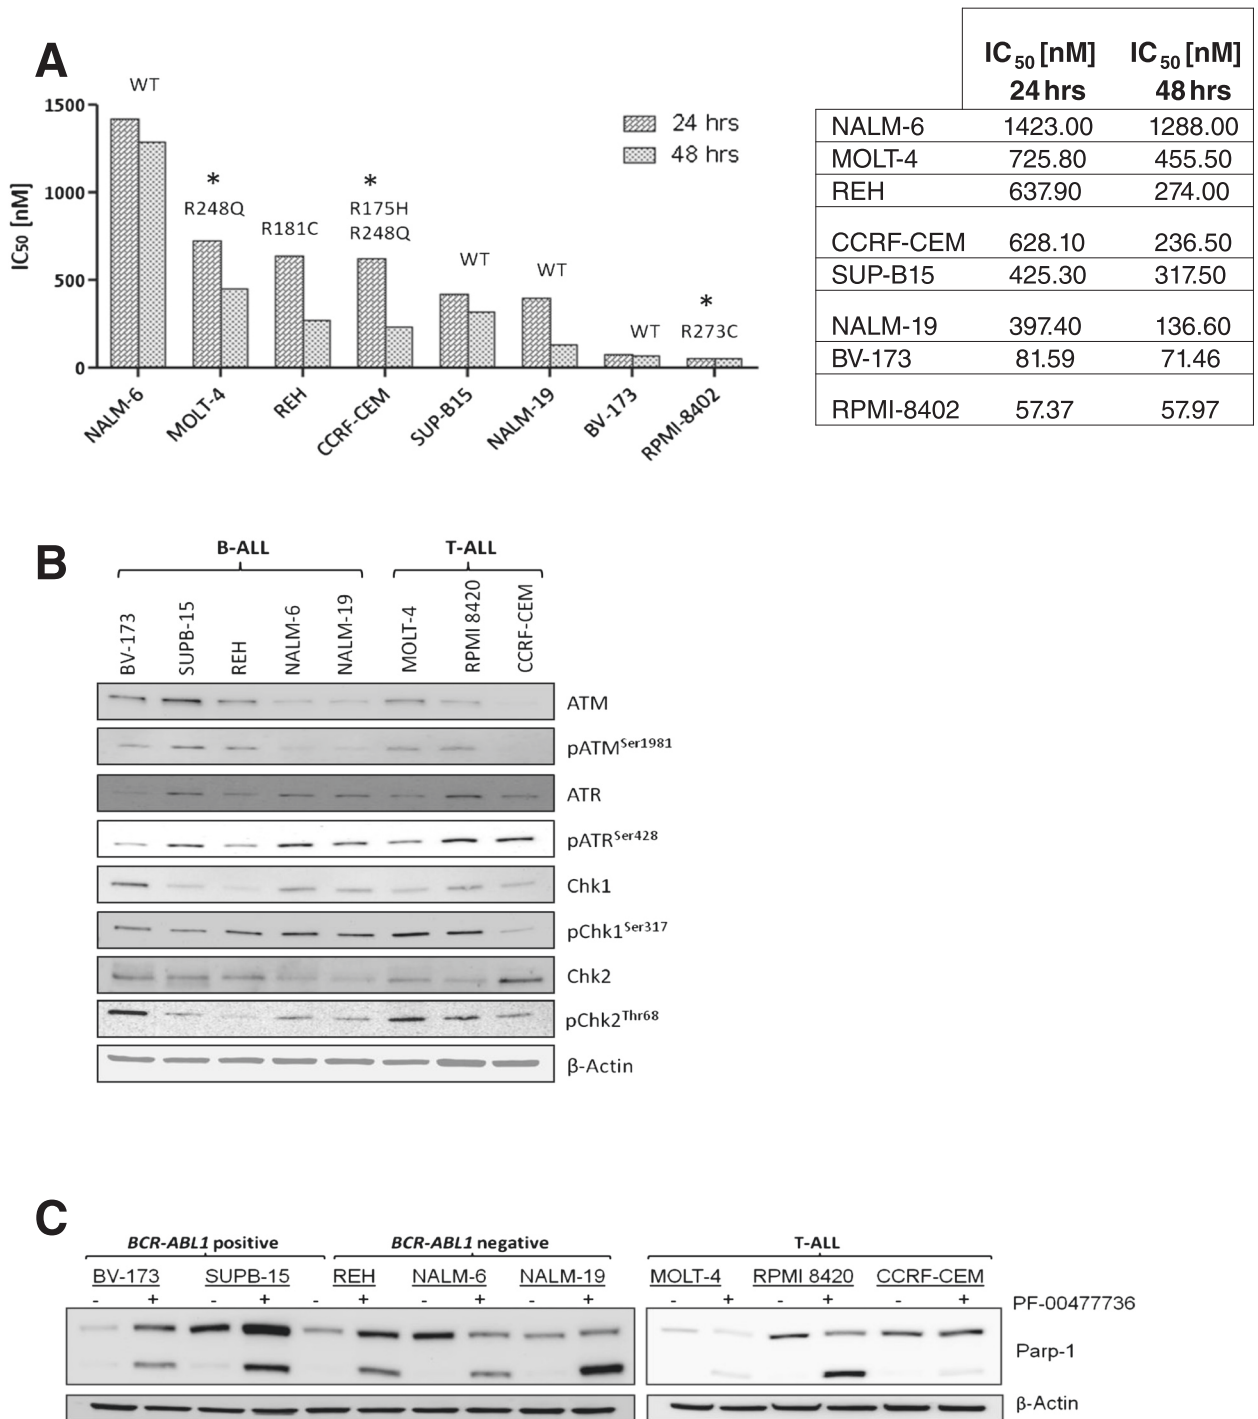 A
WT
1500
1000
500
0
IC50 [nM]
24 hrs
48 hrs
*
R248Q
R181C
*
R175H
R248Q
WT
WT
WT
*
R273C
NALM-6
MOLT-4
REH
CCRF-CEM
SUP-B15
NALM-19
BV-173
RPMI-8402
IC50 [nM] IC50 [nM]
24 hrs 48 hrs
NALM-6 1423.00 1288.00
MOLT-4 725.80 455.50
REH 637.90 274.00
CCRF-CEM 628.10 236.50
SUP-B15 425.30 317.50
NALM-19 397.40 136.60
BV-173 81.59 71.46
RPMI-8402 57.37 57.97
B
B-ALL T-ALL
BV-173
SUPB-15
REH
NALM-6
NALM-19
MOLT-4
RPMI 8420
CCRF-CEM
ATM
pATMSer1981
ATR
pATRSer428
Chk1
pChk1Ser317
Chk2
pChk2Thr68
β-Actin
C
BCR-ABL1 positive BCR-ABL1 negative T-ALL
BV-173 SUPB-15 REH NALM-6 NALM-19 MOLT-4 RPMI 8420 CCRF-CEM
- + - + - + - + - + - + - + - + PF-00477736
Parp-1
β-Actin